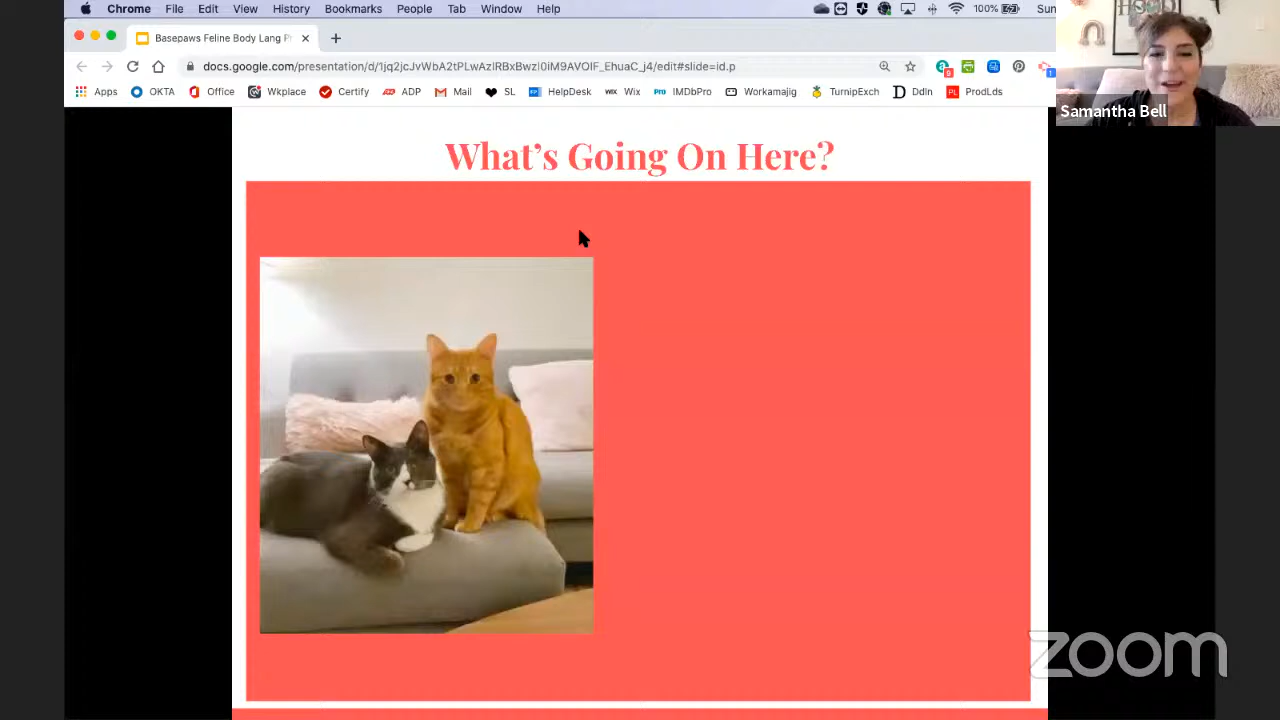 Chrome File Edit View History Bookmarks People Tab Window Help 100% Sun
Basepaws Feline Body Lang P
docs.google.com/presentation/d/1jq2jcJvWbA2tPLwAzIRBxBwzI0iM9AVOIF_EhuaC_j4/edit#slide=id.p
Apps OKTA Office Wkplace Certify ADP Mail SL HelpDesk Wix IMDbPro Workamajig TurnipExch DdIn ProdLds
Samantha Bell
What's Going On Here?
zoom